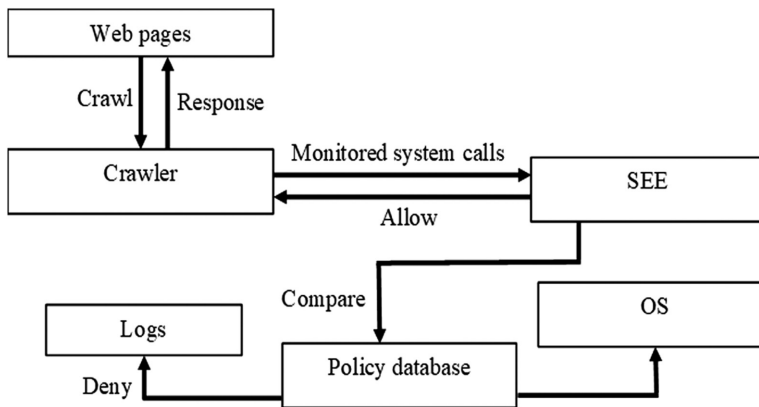 Web pages
Crawl
Response
Crawler
Monitored system calls
SEE
Allow
Compare
OS
Logs
Policy database
Deny